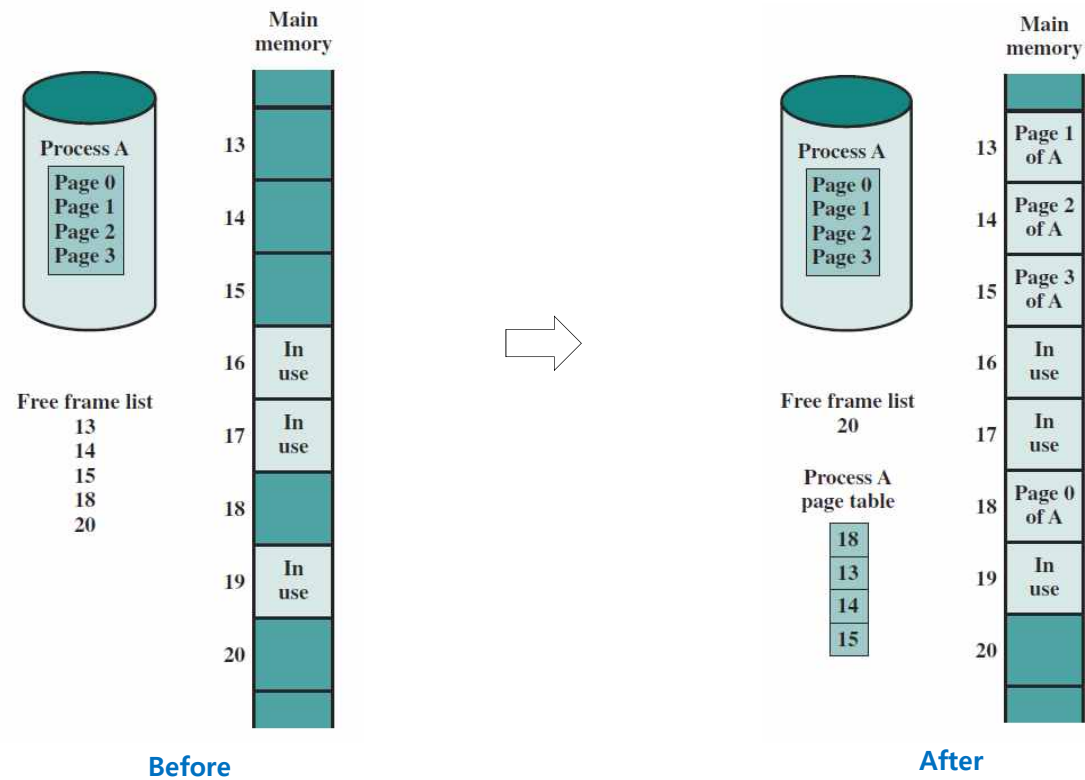 Main
memory
Process A
Page 0
Page 1
Page 2
Page 3
13
14
15
16
In
use
17
In
use
18
19
In
use
20
Free frame list
13
14
15
18
20
Before
Main
memory
Process A
Page 0
Page 1
Page 2
Page 3
13
Page 1
of A
14
Page 2
of A
15
Page 3
of A
16
In
use
17
In
use
18
Page 0
of A
19
In
use
20
Free frame list
20
Process A
page table
18
13
14
15
After